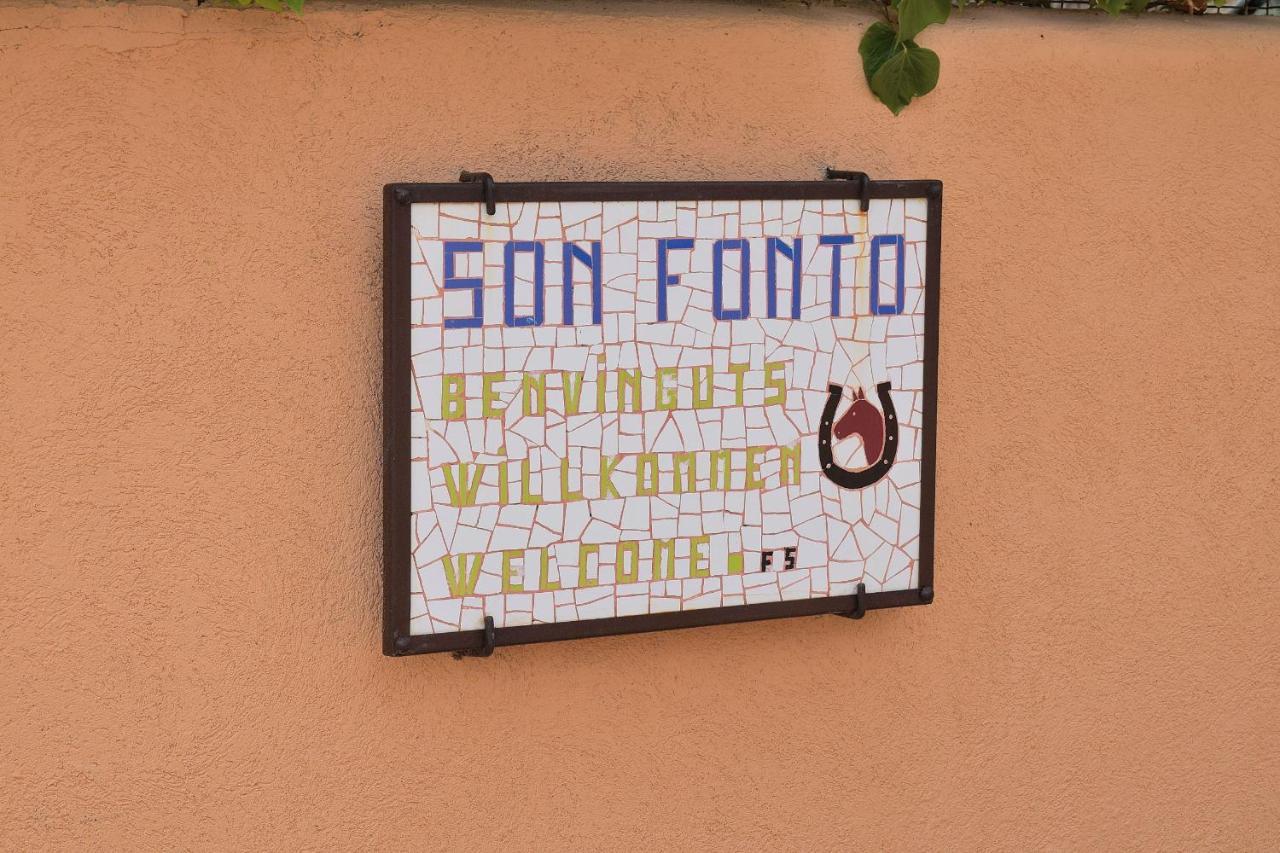 SON FONTO
BENVINGUTS
WILLKOMMEN
WELCOME. FS